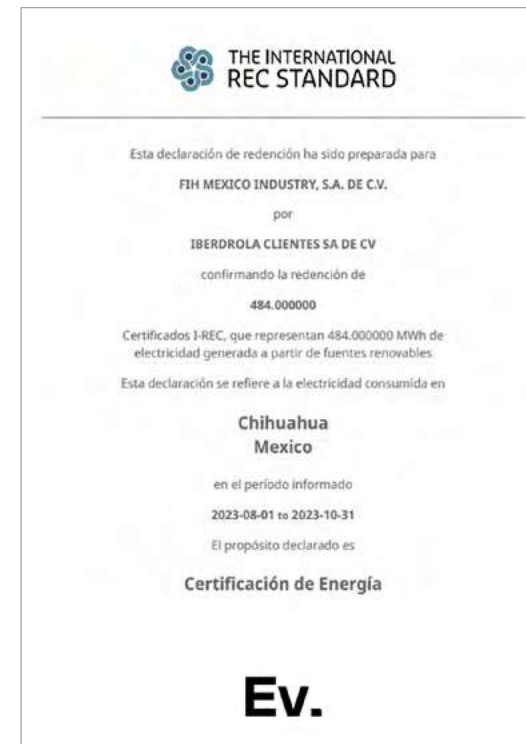 THE INTERNATIONAL
REC STANDARD
Esta declaración de redención ha sido preparada para
FIH MEXICO INDUSTRY, S.A. DE C.V.
por
IBERDROLA CLIENTES SA DE CV
confirmando la redención de
484.000000
Certificados I-REC, que representan 484.000000 MWh de
electricidad generada a partir de fuentes renovables
Esta declaración se refiere a la electricidad consumida en
Chihuahua
Mexico
en el período informado
2023-08-01 to 2023-10-31
El propósito declarado es
Certificación de Energía
Ev.